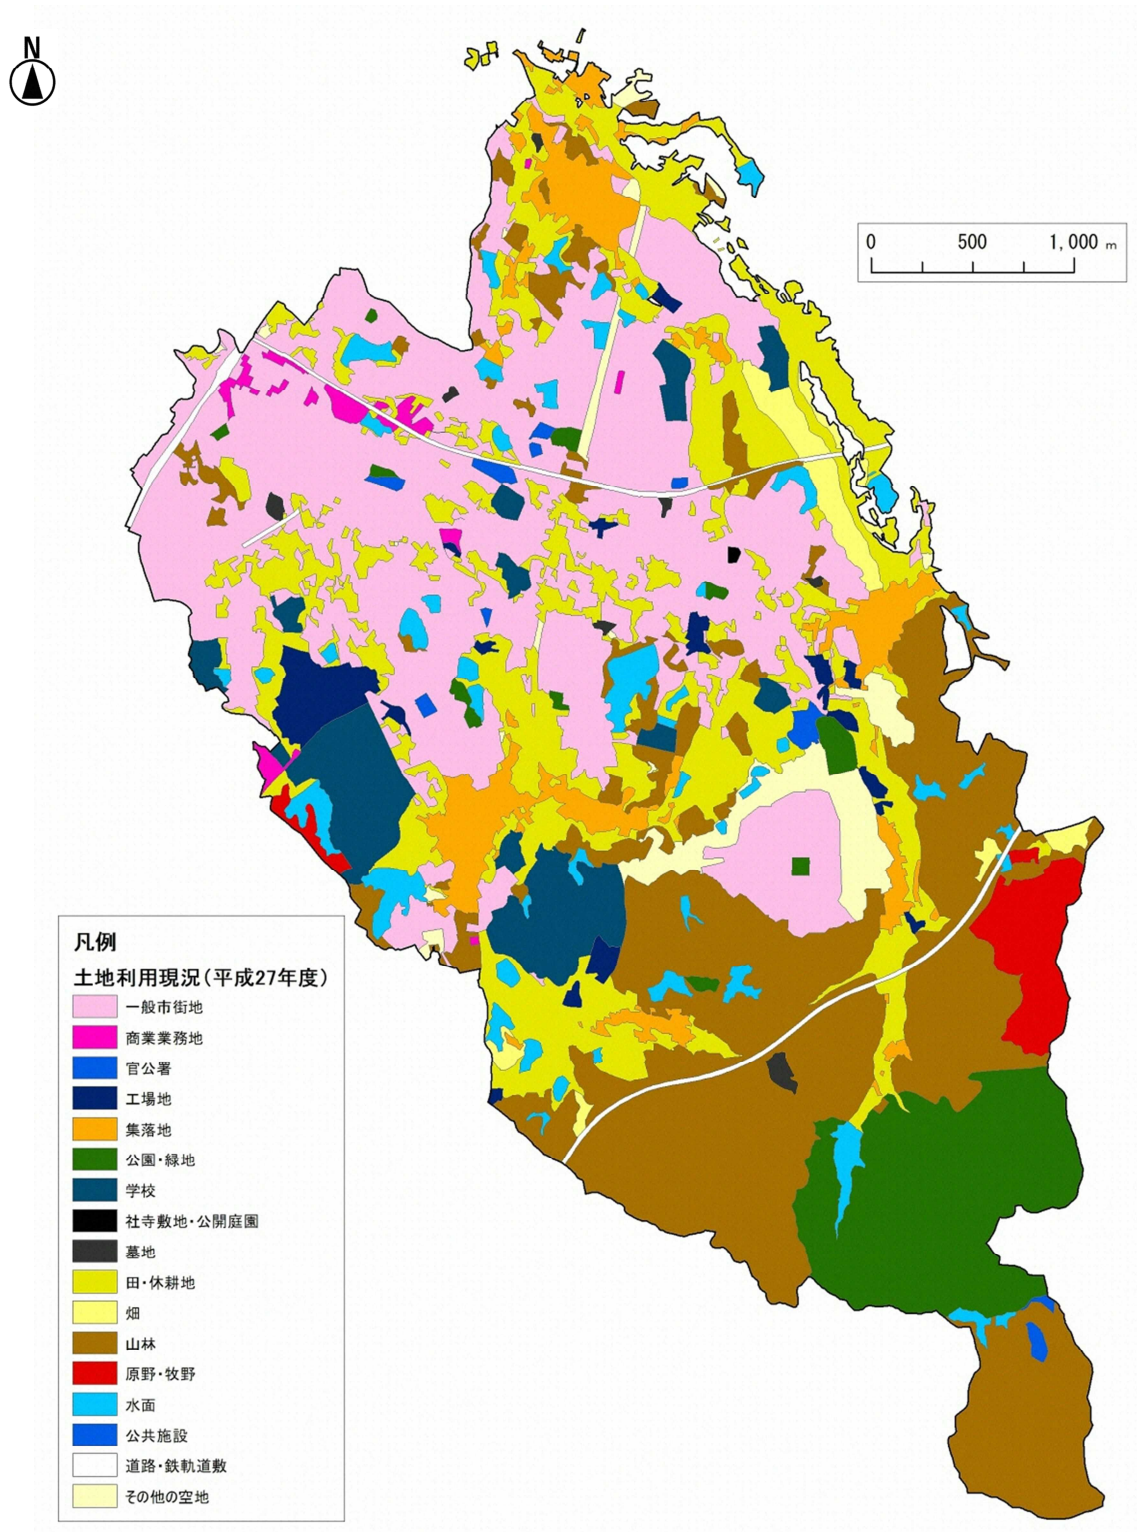 N
0 500 1,000 m
凡例
土地利用現況(平成27年度)
一般市街地
商業業務地
官公署
工場地
集落地
公園・緑地
学校
社寺敷地・公開庭園
墓地
田・休耕地
畑
山林
原野・牧野
水面
公共施設
道路・鉄軌道敷
その他の空地